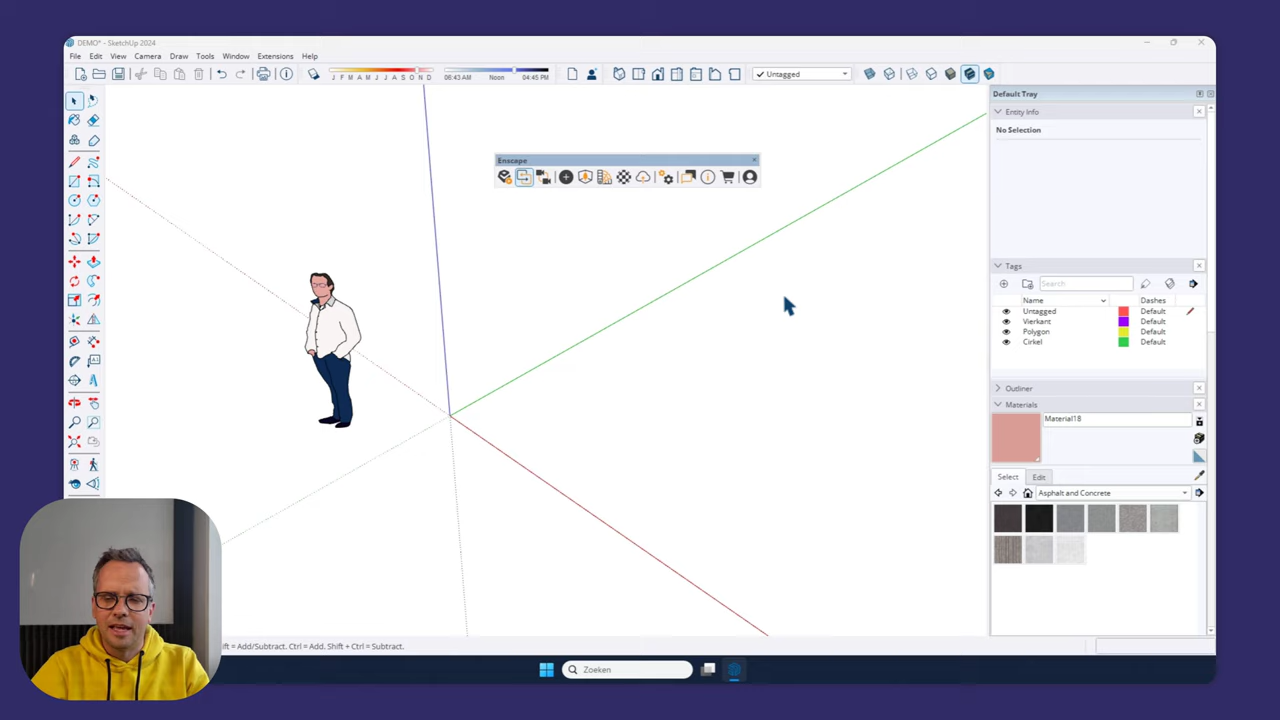 DEMO* - SketchUp 2024
File Edit View Camera Draw Tools Window Extensions Help
J F M A M J J A S O N D 06:43 AM Noon 04:45 PM Untagged
Default Tray
Entity Info
No Selection
Enscape
Tags
Search
Name Dashes
Untagged Default
Vierkant Default
Polygon Default
Cirkel Default
Outliner
Materials
Material18
Select Edit
Asphalt and Concrete
ift = Add/Subtract. Ctrl = Add. Shift + Ctrl = Subtract.
Zoeken